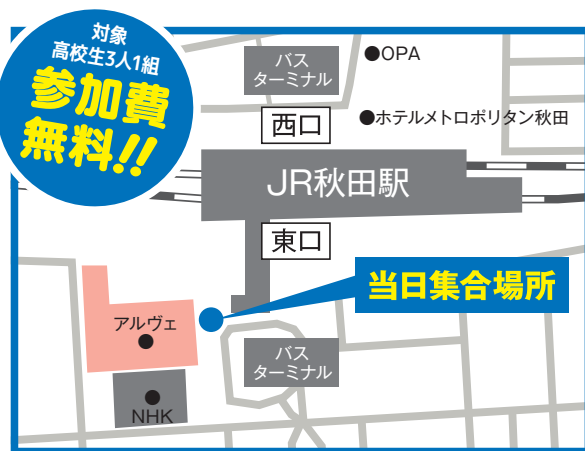 対象
高校生3人1組
参加費
無料!!
バス
ターミナル
●OPA
西口
●ホテルメトロポリタン秋田
JR秋田駅
東口
当日集合場所
アルヴェ
バス
ターミナル
NHK